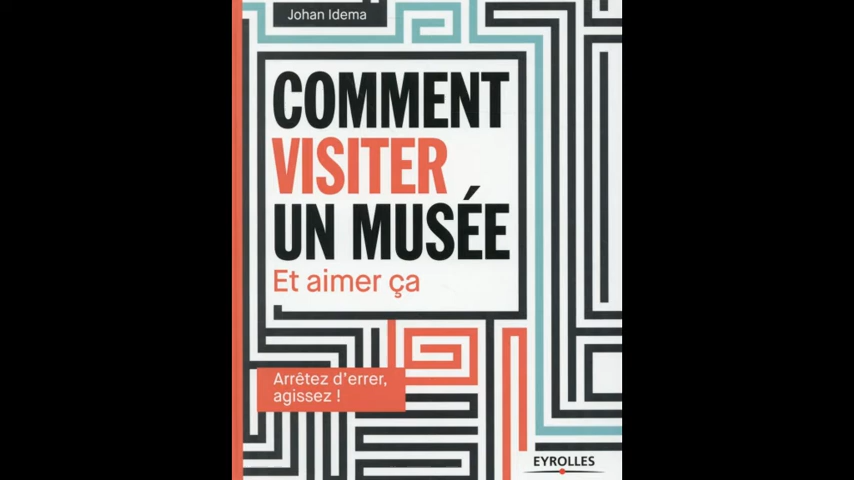 Johan Idema
COMMENT
VISITER
UN MUSÉE
Et aimer ça
Arrêtez d'errer,
agissez !
EYROLLES